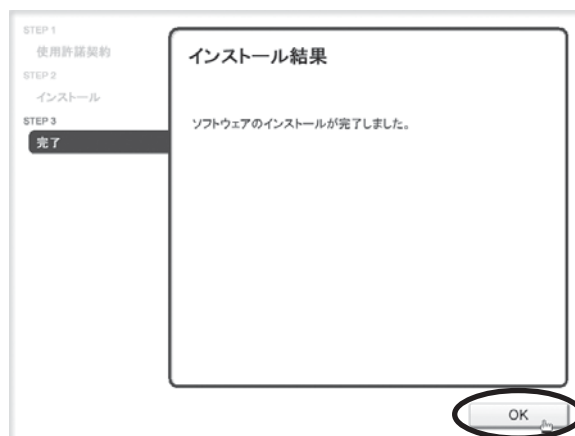 STEP 1
使用許諾契約
STEP 2
インストール
STEP 3
完了
インストール結果
ソフトウェアのインストールが完了しました。
OK